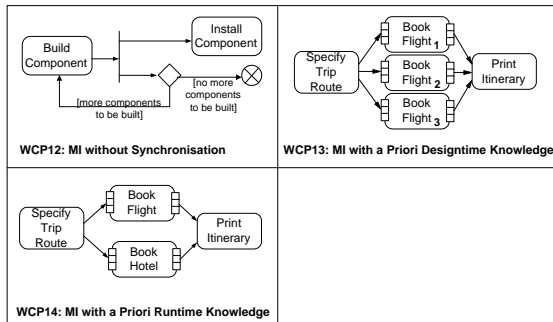 Build
Component
Install
Component
[more components
to be built]
[no more
components
to be built]
WCP12: MI without Synchronisation
Specify
Trip
Route
Book
Flight 1
Book
Flight 2
Book
Flight 3
Print
Itinerary
WCP13: MI with a Priori Designtime Knowledge
Specify
Trip
Route
Book
Flight
Book
Hotel
Print
Itinerary
WCP14: MI with a Priori Runtime Knowledge